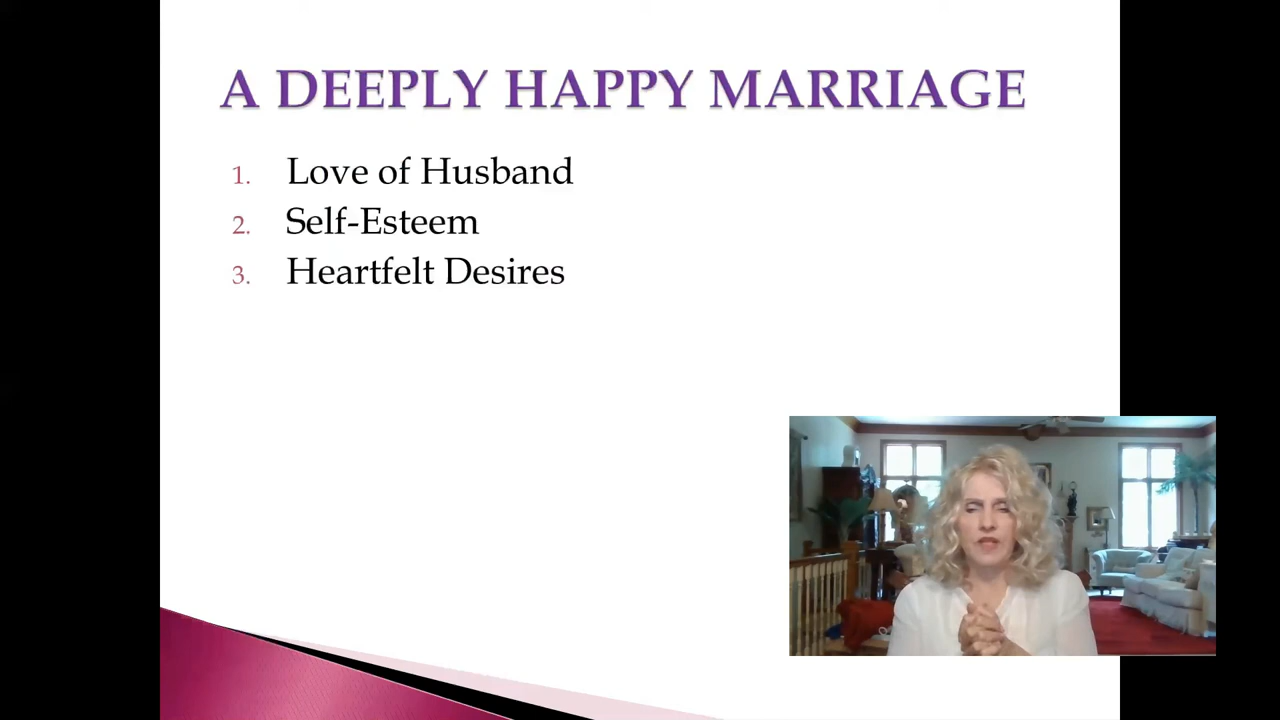 A DEEPLY HAPPY MARRIAGE
1. Love of Husband
2. Self-Esteem
3. Heartfelt Desires